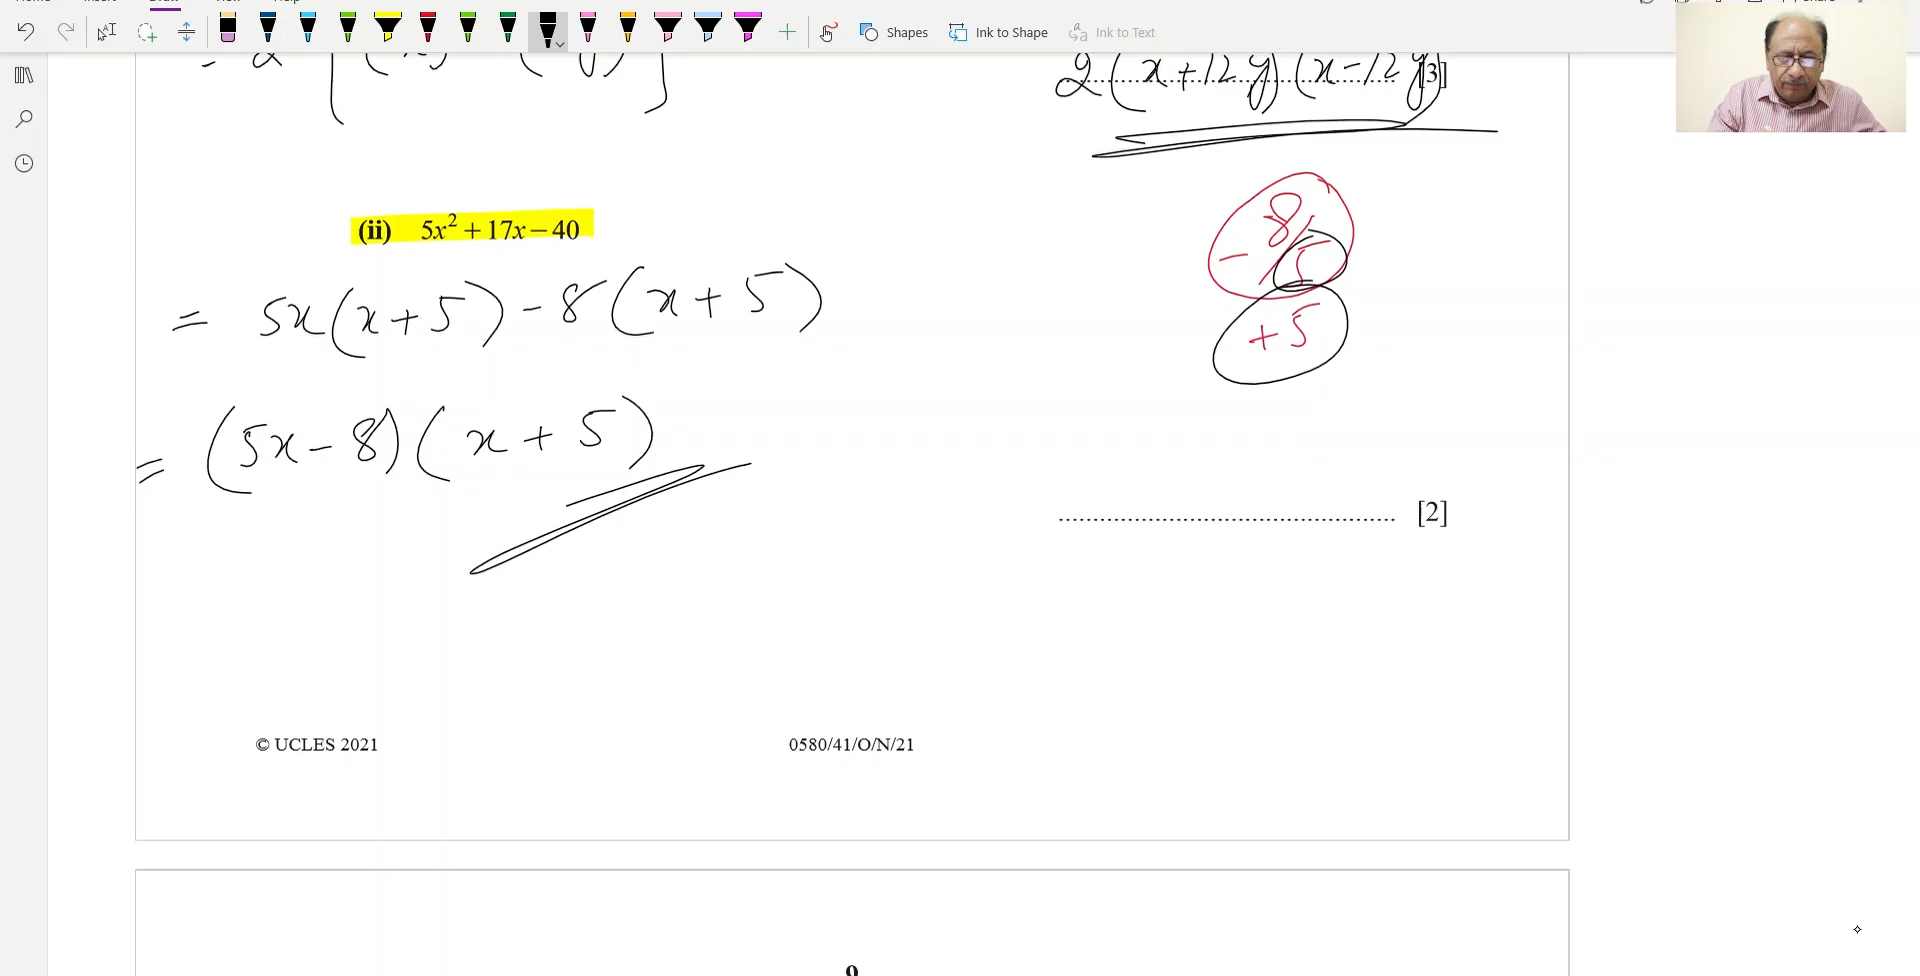 Shapes Ink to Shape Ink to Text
2(x+12y)(x-12y) [3]
(ii) 5x² + 17x − 40
= 5x(x+5)-8(x+5)
-8/5
+5
= (5x-8)(x+5)
.............................................. [2]
© UCLES 2021 0580/41/O/N/21
9